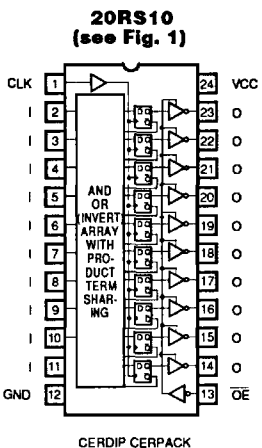 20RS10
(see Fig. 1)
CLK 1 24 VCC
I 2 23 O
I 3 22 O
I 4 21 O
I 5 20 O
I 6 19 O
I 7 18 O
I 8 17 O
I 9 16 O
I 10 15 O
I 11 14 O
GND 12 13 OE
AND
OR
(INVERT)
ARRAY
WITH
PRO-
DUCT
TERM
SHAR-
ING
CERDIP CERPACK